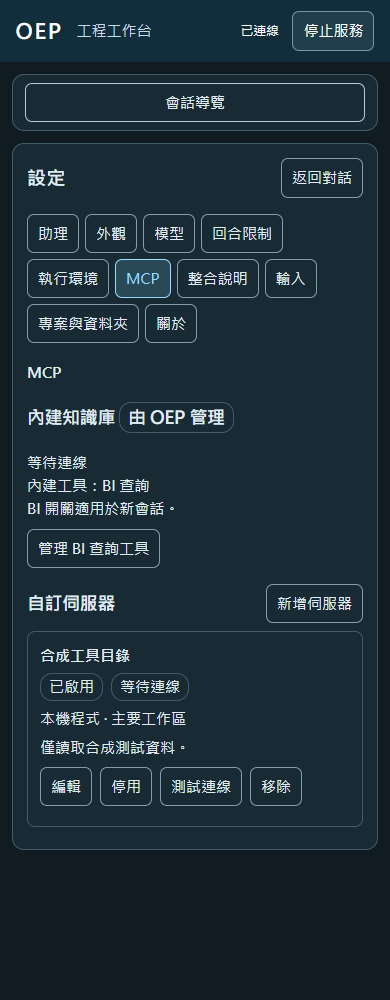 OEP 工程工作台 已連線 停止服務
會話導覽
設定 返回對話
助理 外觀 模型 回合限制
執行環境 MCP 整合說明 輸入
專案與資料夾 關於
MCP
內建知識庫 由 OEP 管理
等待連線
內建工具：BI 查詢
BI 開關適用於新會話。
管理 BI 查詢工具
自訂伺服器 新增伺服器
合成工具目錄
已啟用 等待連線
本機程式 · 主要工作區
僅讀取合成測試資料。
編輯 停用 測試連線 移除